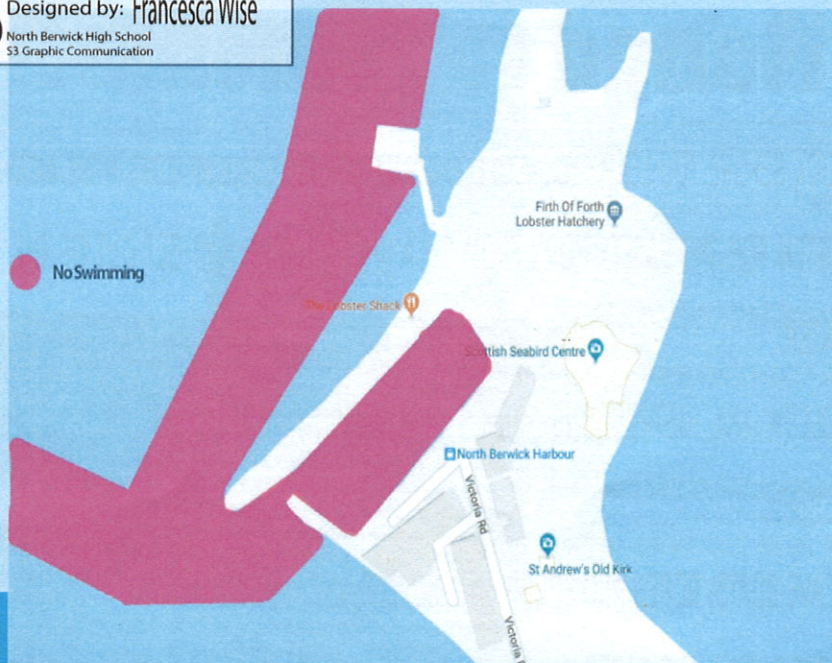 Designed by: Francesca Wise
North Berwick High School
S3 Graphic Communication
Firth Of Forth
Lobster Hatchery
No Swimming
The Lobster Shack
Scottish Seabird Centre
North Berwick Harbour
Victoria Rd
St Andrew's Old Kirk
Victoria